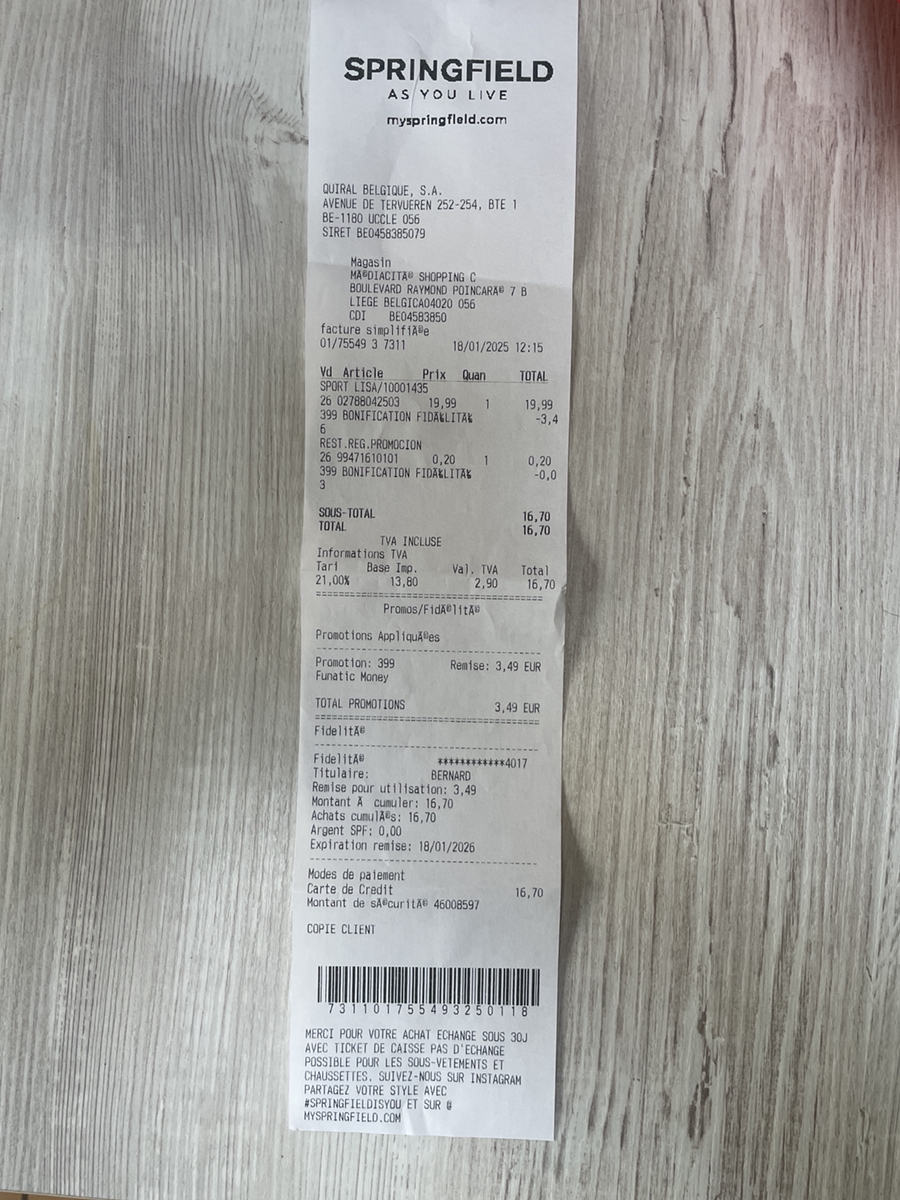 SPRINGFIELD
AS YOU LIVE
myspringfield.com
QUIRAL BELGIQUE, S.A.
AVENUE DE TERVUEREN 252-254, BTE 1
BE-1180 UCCLE 056
SIRET BE0458385079
Magasin
MÃ©DIACITÃ© SHOPPING C
BOULEVARD RAYMOND POINCARÃ© 7 B
LIEGE BELGICA04020 056
CDI BE04583850
facture simplifiÃ©e
01/75549 3 7311 18/01/2025 12:15
Vd Article Prix Quan TOTAL
SPORT LISA/10001435
26 02788042503 19,99 1 19,99
399 BONIFICATION FIDÃ‰LITÃ‰ -3,4
6
REST.REG.PROMOCION
26 99471610101 0,20 1 0,20
399 BONIFICATION FIDÃ‰LITÃ‰ -0,0
3
SOUS-TOTAL 16,70
TOTAL 16,70
TVA INCLUSE
Informations TVA
Tari Base Imp. Val. TVA Total
21,00% 13,80 2,90 16,70
Promos/FidÃ©litÃ©
Promotions AppliquÃ©es
Promotion: 399 Remise: 3,49 EUR
Funatic Money
TOTAL PROMOTIONS 3,49 EUR
FidelitÃ©
FidelitÃ© ************4017
Titulaire: BERNARD
Remise pour utilisation: 3,49
Montant Ã cumuler: 16,70
Achats cumulÃ©s: 16,70
Argent SPF: 0,00
Expiration remise: 18/01/2026
Modes de paiement
Carte de Credit 16,70
Montant de sÃ©curitÃ© 46008597
COPIE CLIENT
731101755493250118
MERCI POUR VOTRE ACHAT ECHANGE SOUS 30J
AVEC TICKET DE CAISSE PAS D'ECHANGE
POSSIBLE POUR LES SOUS-VETEMENTS ET
CHAUSSETTES. SUIVEZ-NOUS SUR INSTAGRAM
PARTAGEZ VOTRE STYLE AVEC
#SPRINGFIELDISYOU ET SUR @
MYSPRINGFIELD.COM